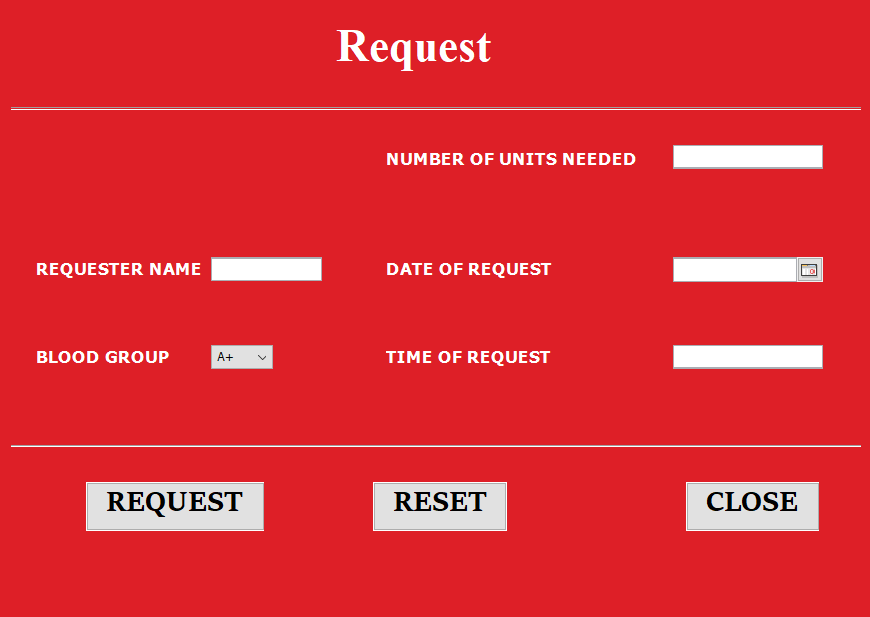 Request
NUMBER OF UNITS NEEDED
REQUESTER NAME
DATE OF REQUEST
BLOOD GROUP
A+
TIME OF REQUEST
REQUEST
RESET
CLOSE